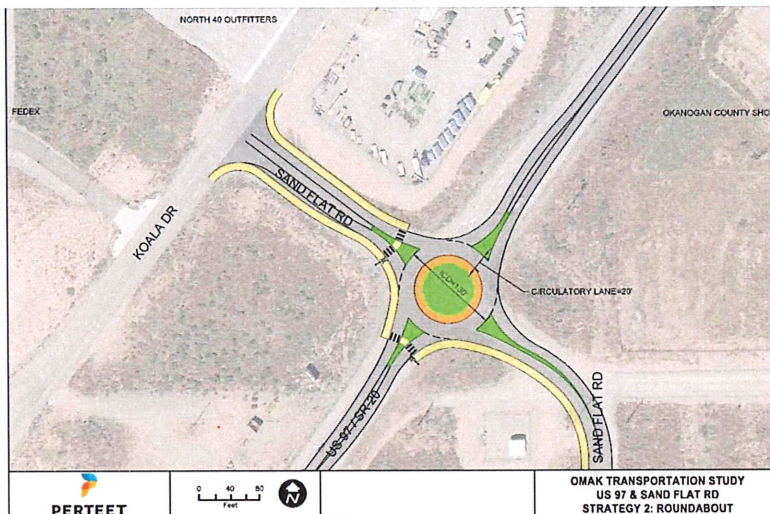 NORTH 40 OUTFITTERS
FEDEX
OKANOGAN COUNTY SHO
SAND FLAT RD
KOALA DR
ICD=130'
CIRCULATORY LANE=20'
US 97 / SR 20
SAND FLAT RD
PERTEET
0 40 80
Feet
N
OMAK TRANSPORTATION STUDY
US 97 & SAND FLAT RD
STRATEGY 2: ROUNDABOUT